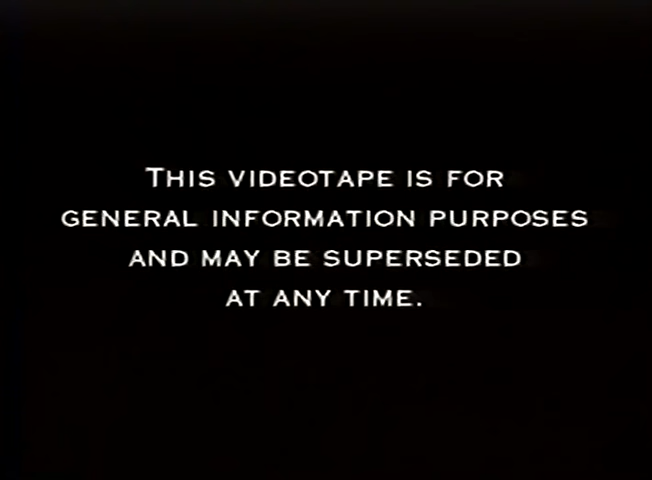 This videotape is for
general information purposes
and may be superseded
at any time.